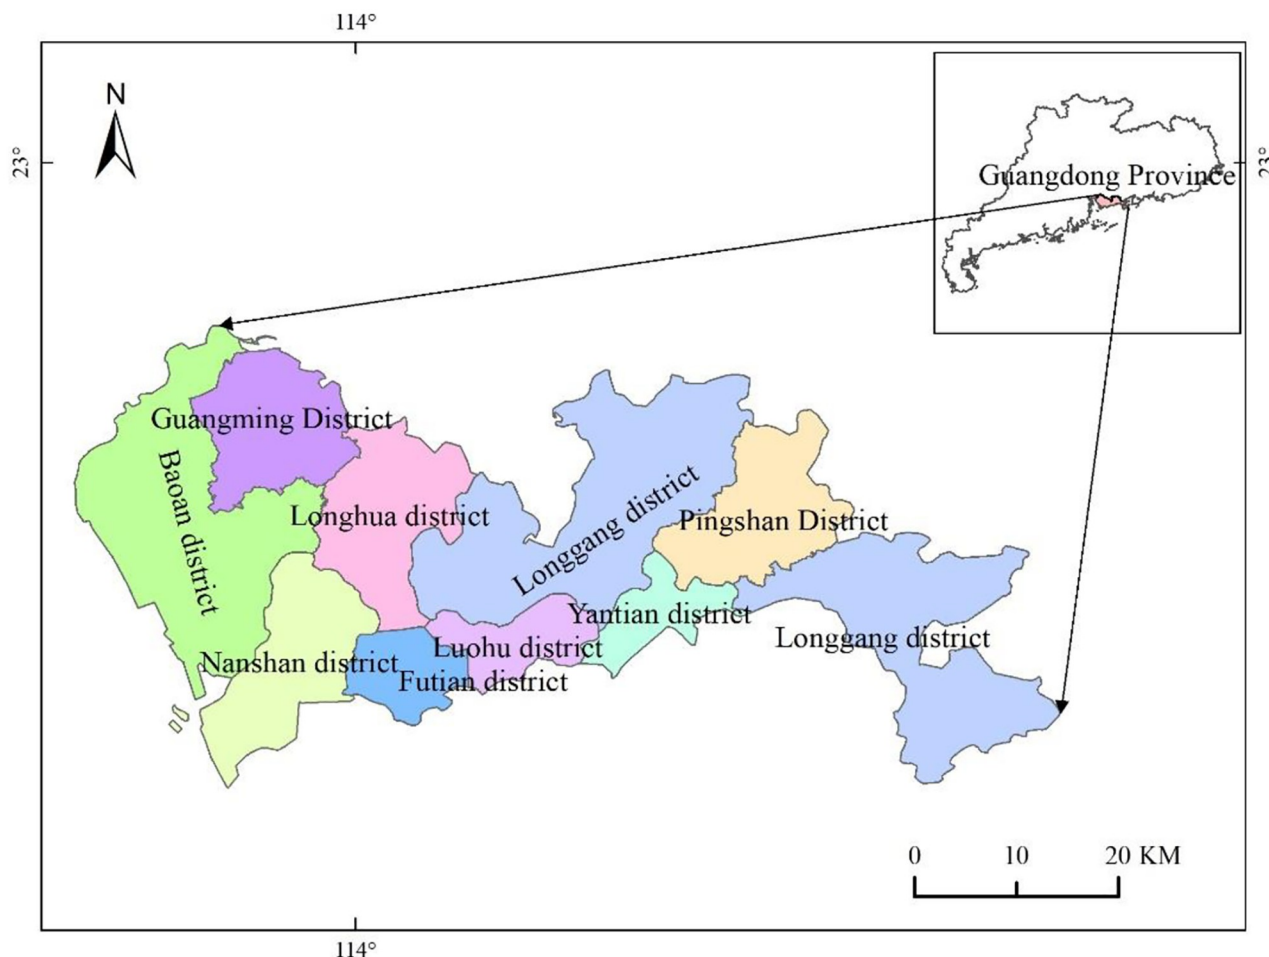 114°
N
23°
23°
Guangdong Province
Guangming District
Baoan district
Longhua district
Longgang district
Pingshan District
Yantian district
Longgang district
Luohu district
Nanshan district
Futian district
0 10 20 KM
114°